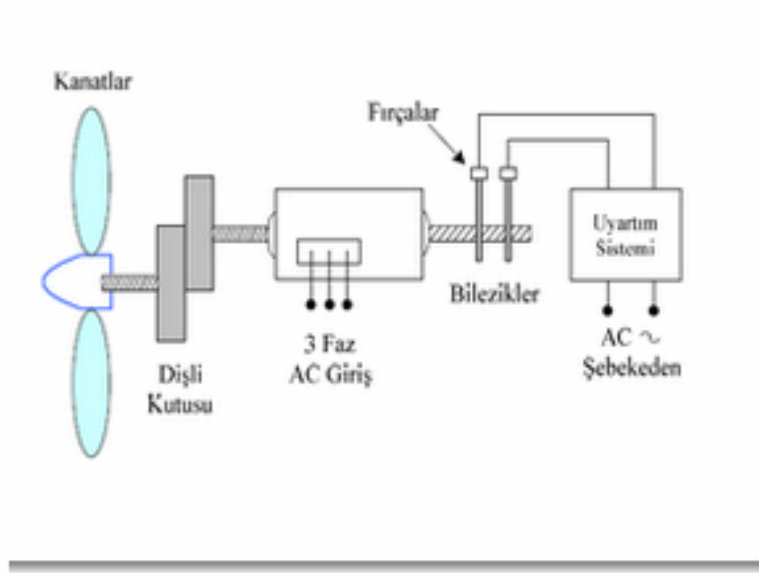 Kanatlar
Fırçalar
Uyartım
Sistemi
Bilezikler
3 Faz
AC Giriş
AC ~
Şebekeden
Dişli
Kutusu